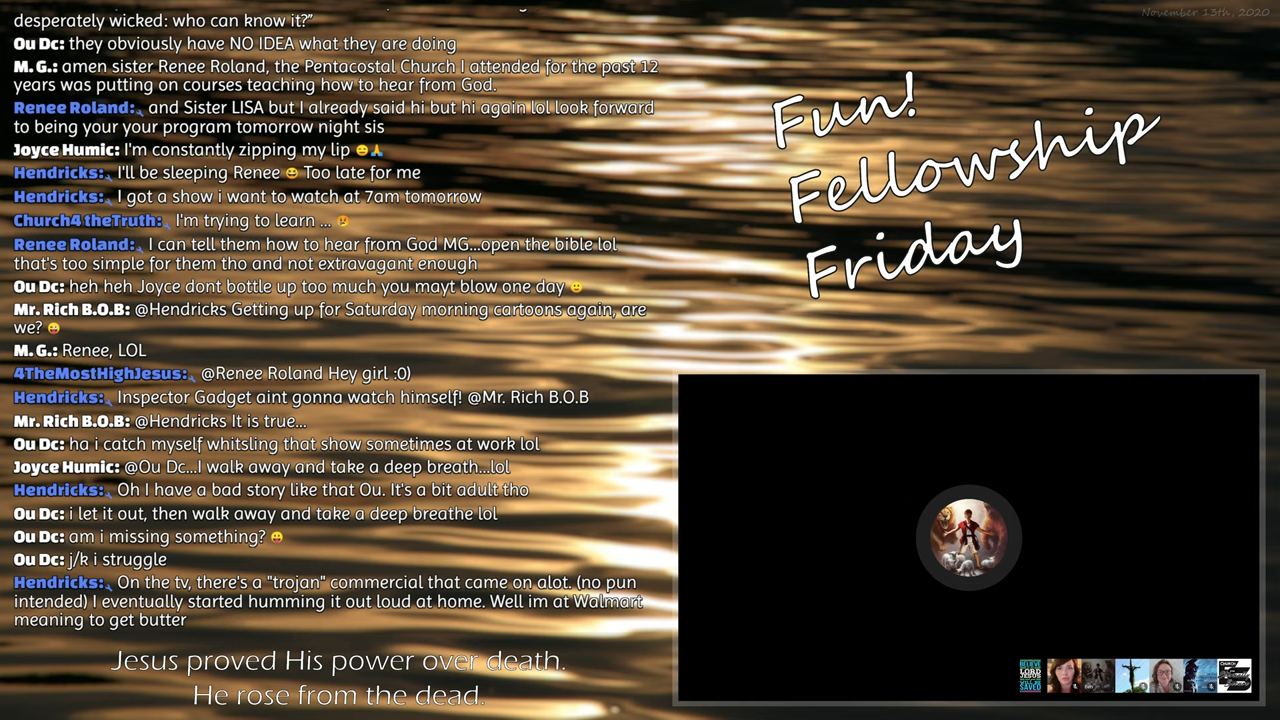 desperately wicked: who can know it?”
Ou Dc: they obviously have NO IDEA what they are doing
M. G.: amen sister Renee Roland, the Pentacostal Church I attended for the past 12
years was putting on courses teaching how to hear from God.
Renee Roland: and Sister LISA but I already said hi but hi again lol look forward
to being your your program tomorrow night sis
Joyce Humic: I'm constantly zipping my lip 😑🙏
Hendricks: I'll be sleeping Renee 😄 Too late for me
Hendricks: I got a show i want to watch at 7am tomorrow
Church4 theTruth: I'm trying to learn ... 😢
Renee Roland: I can tell them how to hear from God MG...open the bible lol
that's too simple for them tho and not extravagant enough
Ou Dc: heh heh Joyce dont bottle up too much you mayt blow one day 🙂
Mr. Rich B.O.B: @Hendricks Getting up for Saturday morning cartoons again, are
we? 😜
M. G.: Renee, LOL
4TheMostHighJesus: @Renee Roland Hey girl :0)
Hendricks: Inspector Gadget aint gonna watch himself! @Mr. Rich B.O.B
Mr. Rich B.O.B: @Hendricks It is true...
Ou Dc: ha i catch myself whitsling that show sometimes at work lol
Joyce Humic: @Ou Dc...I walk away and take a deep breath...lol
Hendricks: Oh I have a bad story like that Ou. It's a bit adult tho
Ou Dc: i let it out, then walk away and take a deep breathe lol
Ou Dc: am i missing something? 😛
Ou Dc: j/k i struggle
Hendricks: On the tv, there's a "trojan" commercial that came on alot. (no pun
intended) I eventually started humming it out loud at home. Well im at Walmart
meaning to get butter
Jesus proved His power over death.
He rose from the dead.
November 13th, 2020
Fun!
Fellowship
Friday
BELIEVE
LORD
JESUS
SAVED